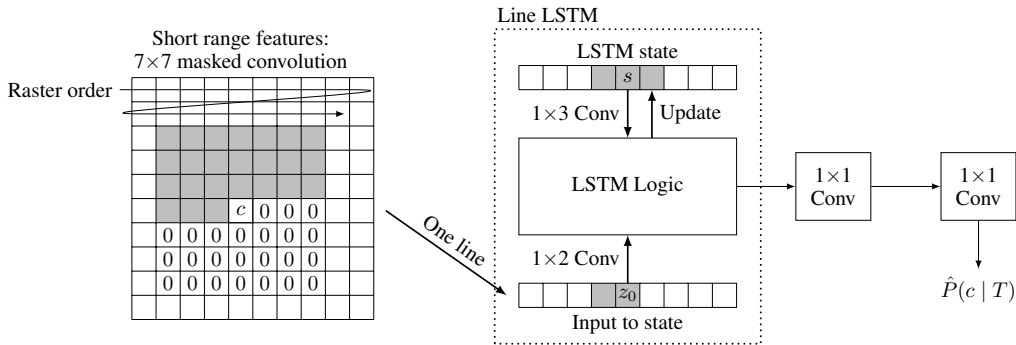 Short range features:
7×7 masked convolution
Raster order
c 0 0 0
0 0 0 0 0 0 0
0 0 0 0 0 0 0
0 0 0 0 0 0 0
One line
Line LSTM
LSTM state
s
1×3 Conv
Update
LSTM Logic
1×2 Conv
z₀
Input to state
1×1
Conv
1×1
Conv
P̂(c | T)